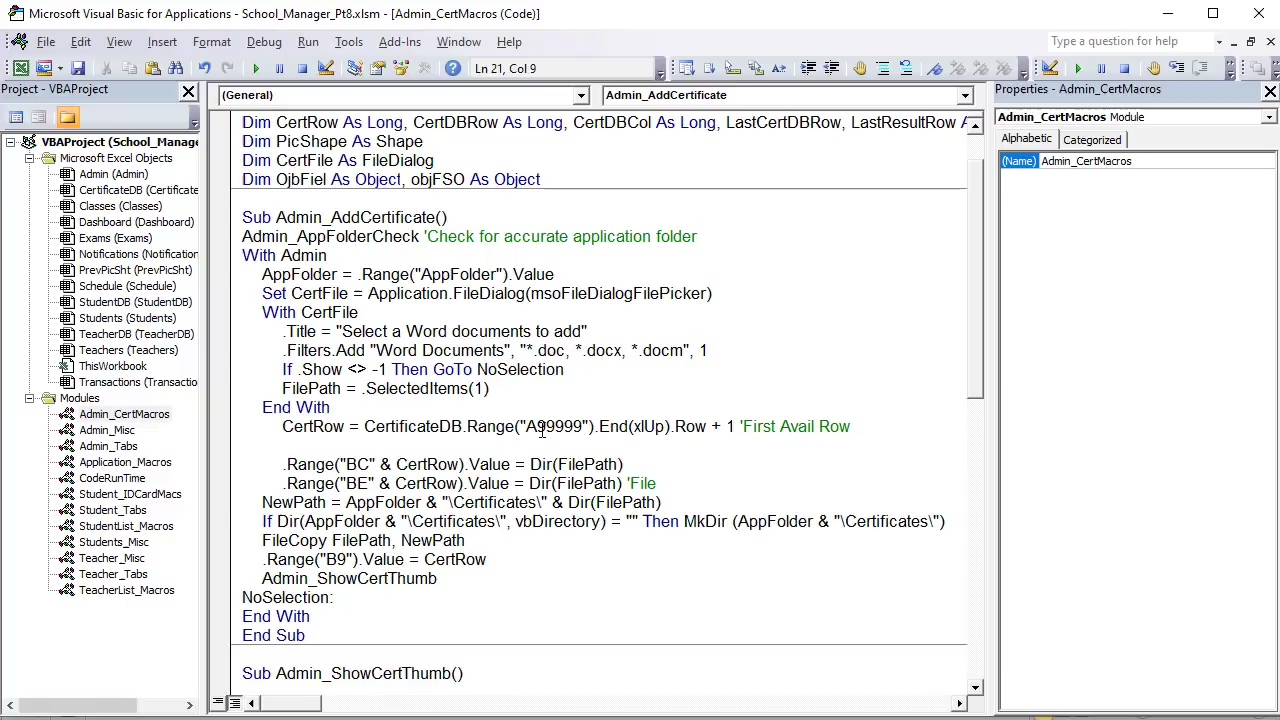 Microsoft Visual Basic for Applications - School_Manager_Pt8.xlsm - [Admin_CertMacros (Code)]
File Edit View Insert Format Debug Run Tools Add-Ins Window Help
Type a question for help
Ln 21, Col 9
Project - VBAProject
VBAProject (School_Manage
Microsoft Excel Objects
Admin (Admin)
CertificateDB (Certificate
Classes (Classes)
Dashboard (Dashboard)
Exams (Exams)
Notifications (Notification
PrevPicSht (PrevPicSht)
Schedule (Schedule)
StudentDB (StudentDB)
Students (Students)
TeacherDB (TeacherDB)
Teachers (Teachers)
ThisWorkbook
Transactions (Transaction
Modules
Admin_CertMacros
Admin_Misc
Admin_Tabs
Application_Macros
CodeRunTime
Student_IDCardMacs
Student_Tabs
StudentList_Macros
Students_Misc
Teacher_Misc
Teacher_Tabs
TeacherList_Macros
(General)
Admin_AddCertificate
Dim CertRow As Long, CertDBRow As Long, CertDBCol As Long, LastCertDBRow, LastResultRow A
Dim PicShape As Shape
Dim CertFile As FileDialog
Dim OjbFiel As Object, objFSO As Object
Sub Admin_AddCertificate()
Admin_AppFolderCheck 'Check for accurate application folder
With Admin
AppFolder = .Range("AppFolder").Value
Set CertFile = Application.FileDialog(msoFileDialogFilePicker)
With CertFile
.Title = "Select a Word documents to add"
.Filters.Add "Word Documents", "*.doc, *.docx, *.docm", 1
If .Show <> -1 Then GoTo NoSelection
FilePath = .SelectedItems(1)
End With
CertRow = CertificateDB.Range("A99999").End(xlUp).Row + 1 'First Avail Row
.Range("BC" & CertRow).Value = Dir(FilePath)
.Range("BE" & CertRow).Value = Dir(FilePath) 'File
NewPath = AppFolder & "\Certificates\" & Dir(FilePath)
If Dir(AppFolder & "\Certificates\", vbDirectory) = "" Then MkDir (AppFolder & "\Certificates\")
FileCopy FilePath, NewPath
.Range("B9").Value = CertRow
Admin_ShowCertThumb
NoSelection:
End With
End Sub
Sub Admin_ShowCertThumb()
Properties - Admin_CertMacros
Admin_CertMacros Module
Alphabetic Categorized
(Name) Admin_CertMacros